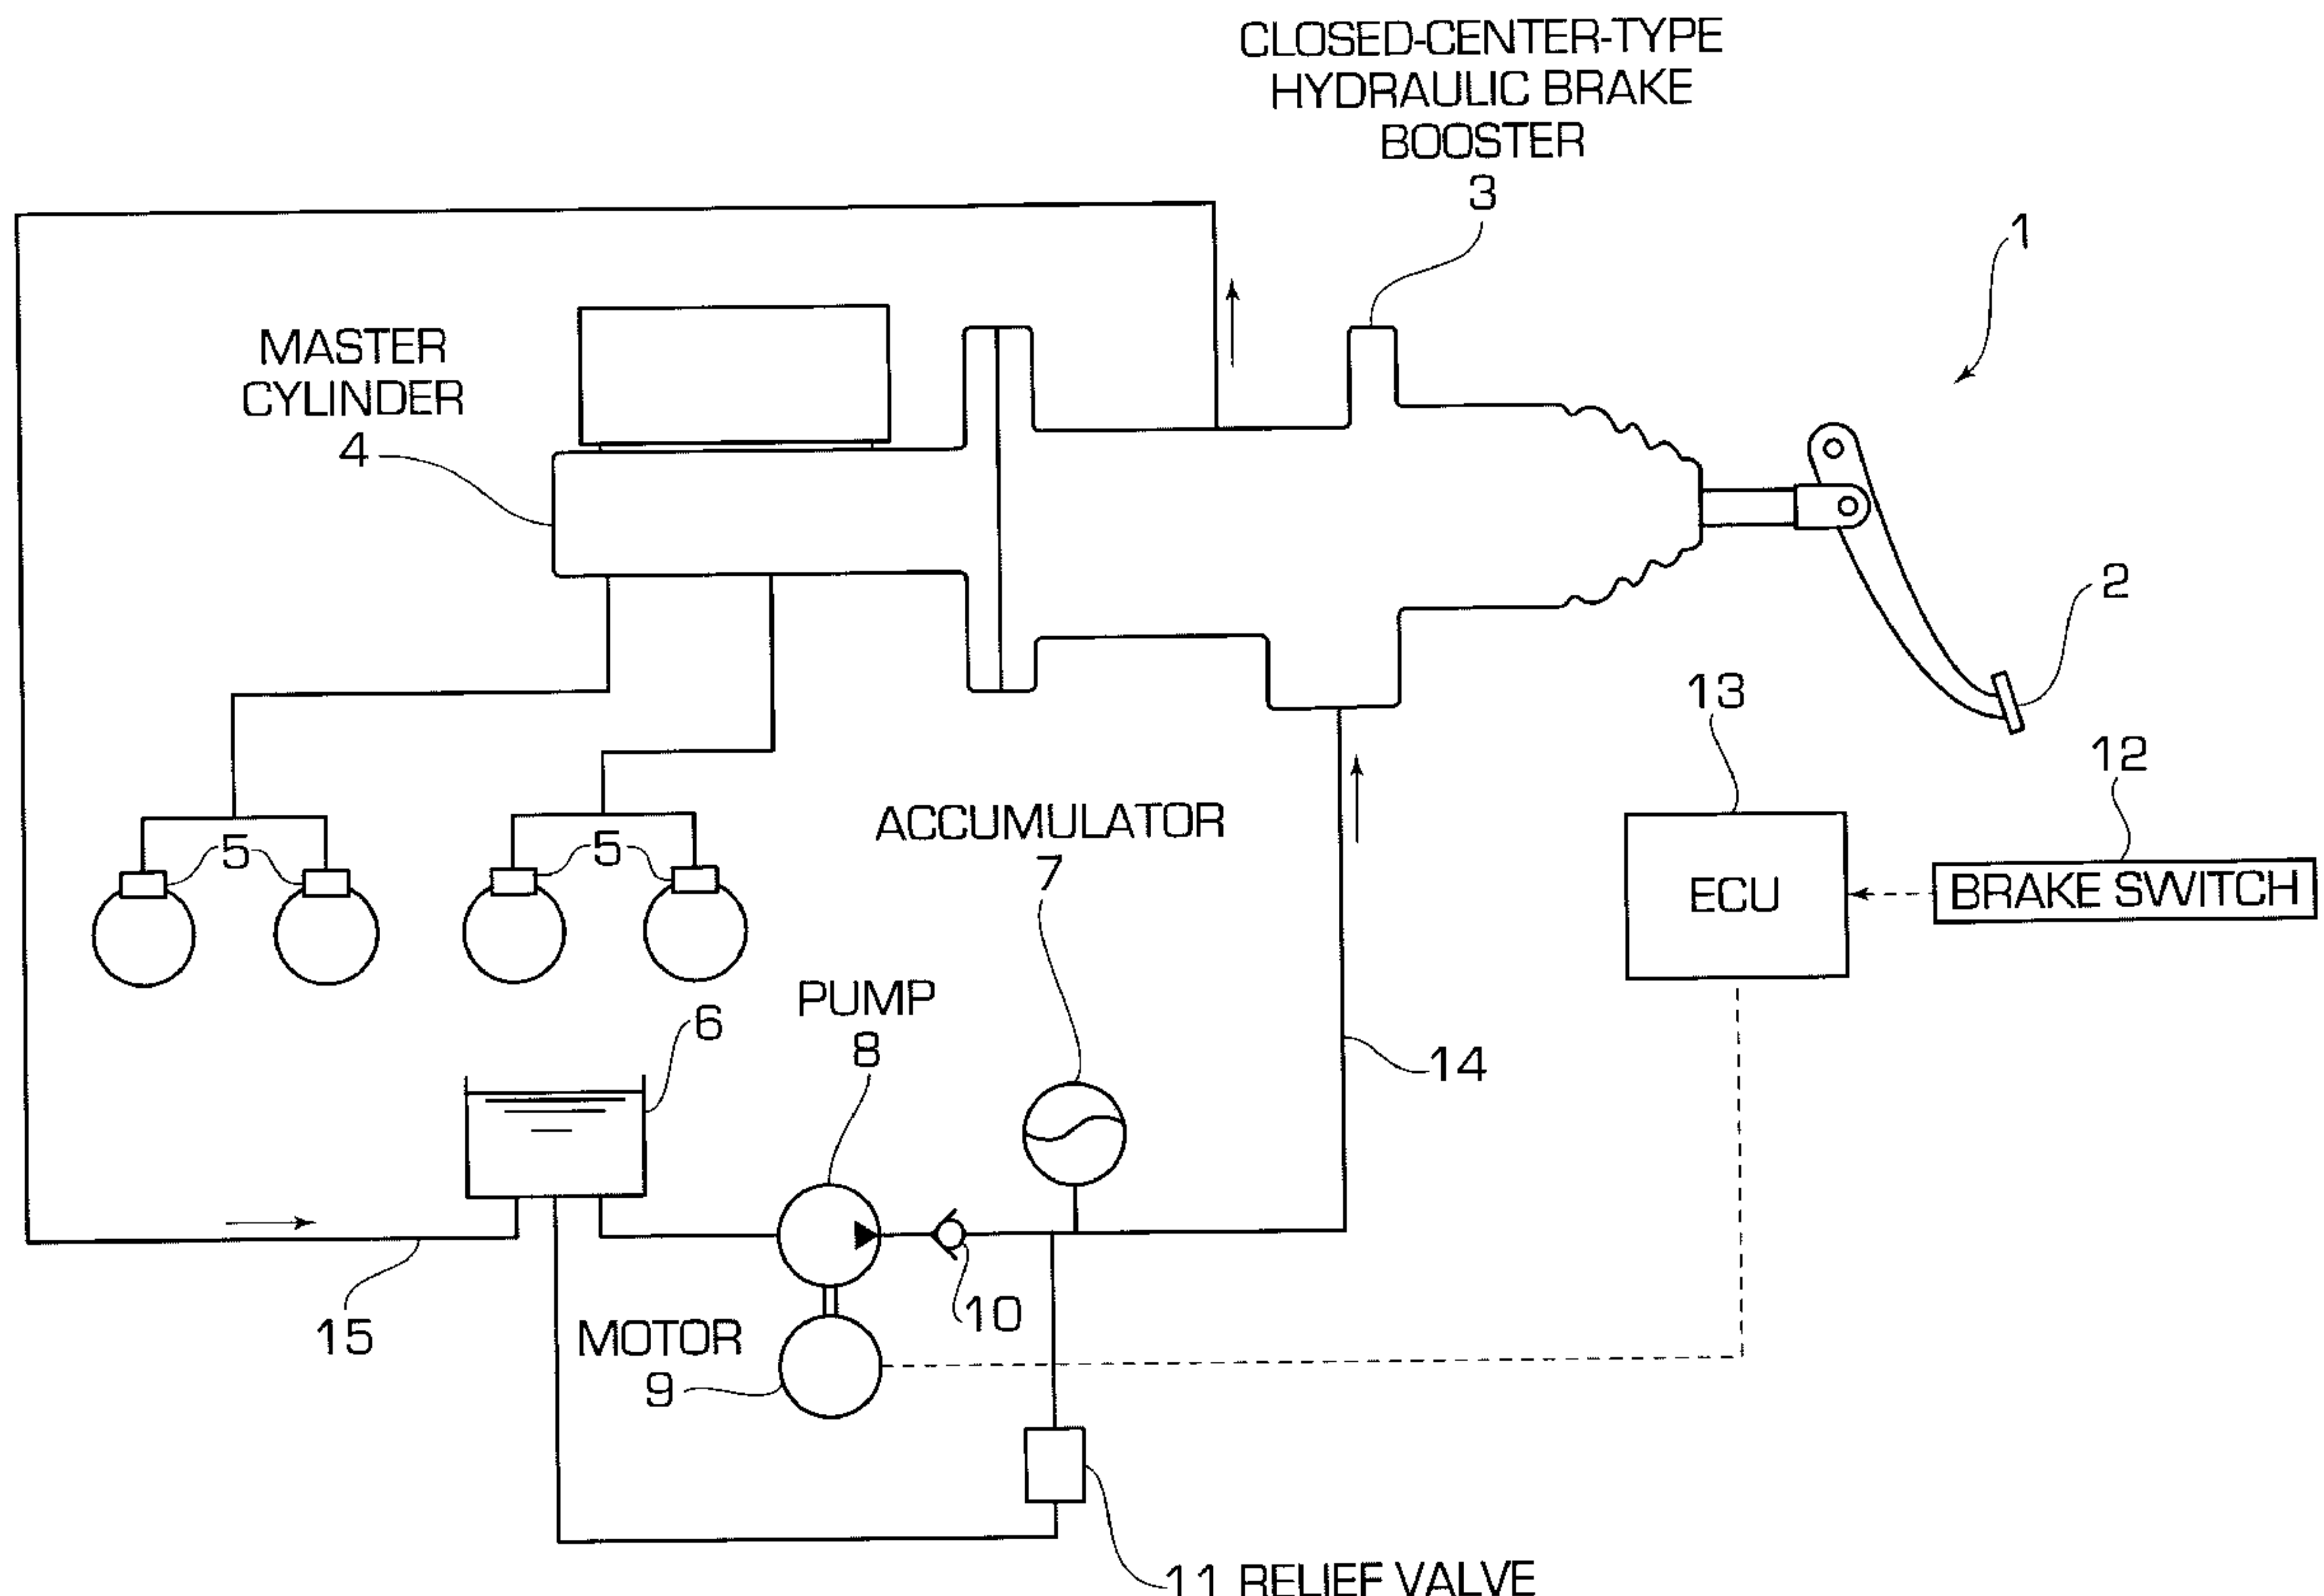 CLOSED-CENTER-TYPE
HYDRAULIC BRAKE
BOOSTER
3
1
MASTER
CYLINDER
4
2
13
12
ACCUMULATOR
7
5
5
ECU
BRAKE SWITCH
PUMP
8
6
14
10
15
MOTOR
9
11 RELIEF VALVE